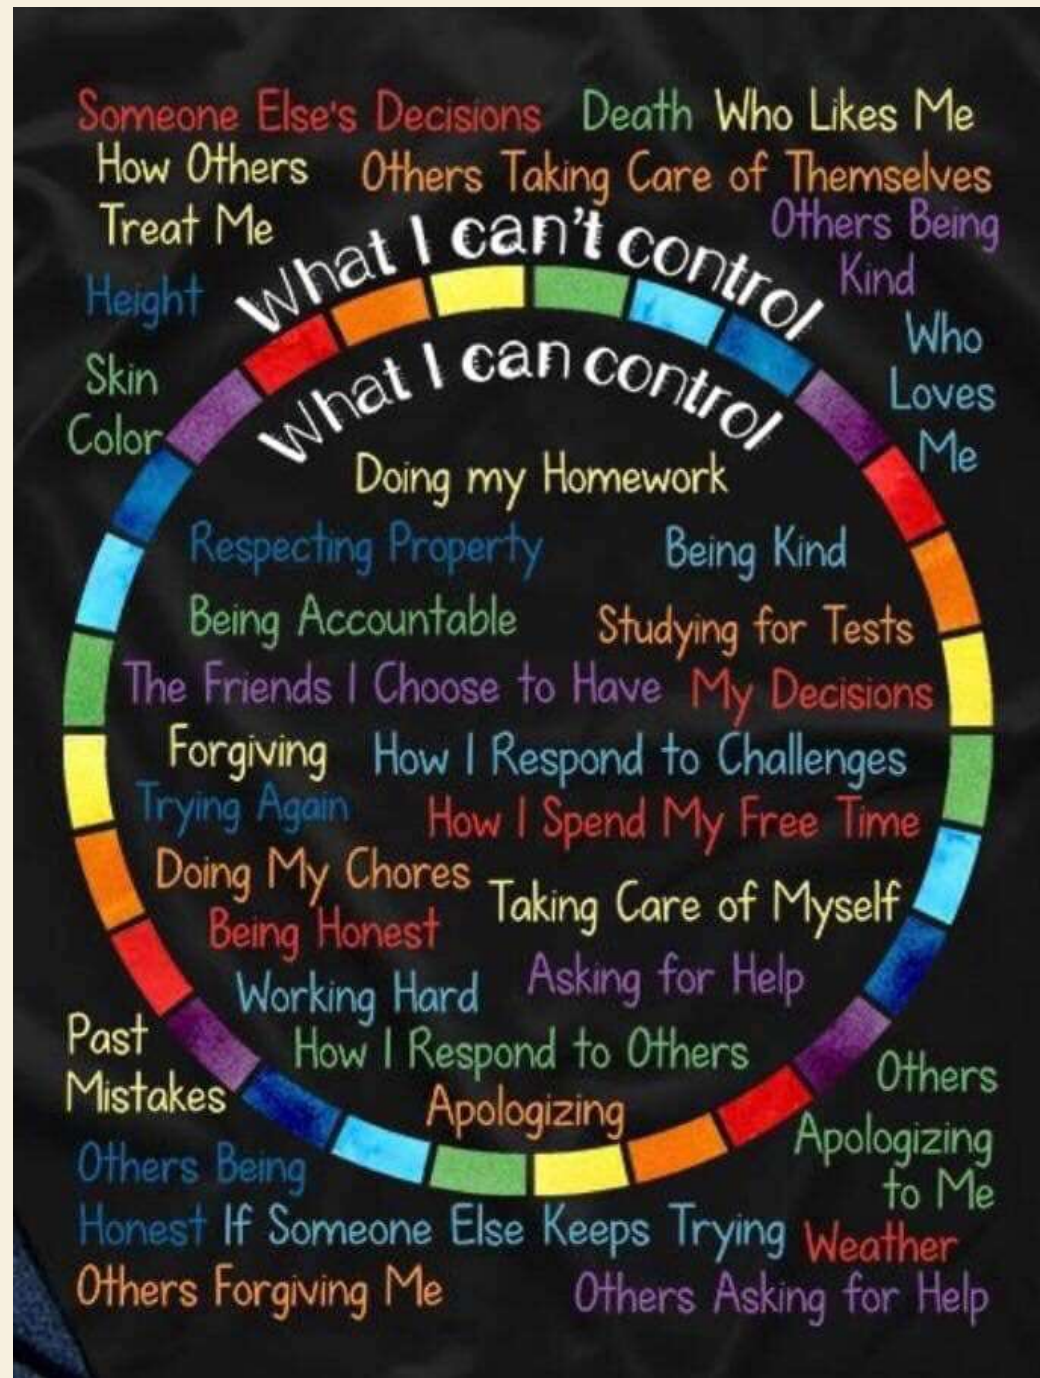 Someone Else's Decisions
Death
Who Likes Me
How Others
Treat Me
Others Taking Care of Themselves
Others Being
Kind
Height
Who
Loves
Me
Skin
Color
What I can't control
What I can control
Doing my Homework
Respecting Property
Being Kind
Being Accountable
Studying for Tests
The Friends I Choose to Have
My Decisions
Forgiving
How I Respond to Challenges
Trying Again
How I Spend My Free Time
Doing My Chores
Taking Care of Myself
Being Honest
Asking for Help
Working Hard
How I Respond to Others
Apologizing
Past
Mistakes
Others
Apologizing
to Me
Others Being
Honest
If Someone Else Keeps Trying
Weather
Others Forgiving Me
Others Asking for Help